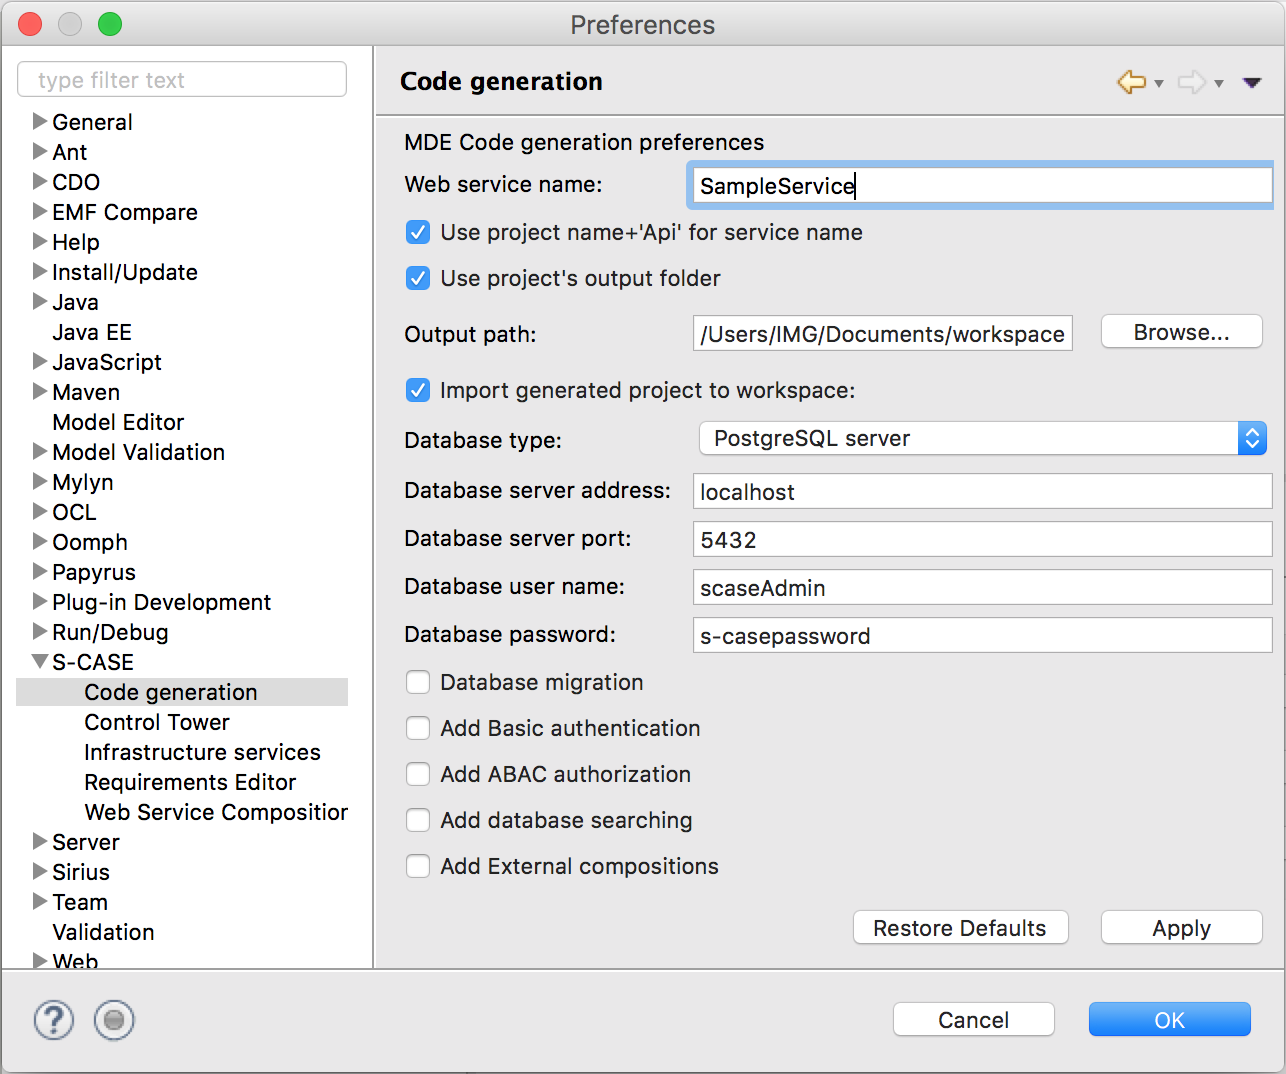 Preferences
type filter text
General
Ant
CDO
EMF Compare
Help
Install/Update
Java
Java EE
JavaScript
Maven
Model Editor
Model Validation
Mylyn
OCL
Oomph
Papyrus
Plug-in Development
Run/Debug
S-CASE
Code generation
Control Tower
Infrastructure services
Requirements Editor
Web Service Composition
Server
Sirius
Team
Validation
Web
Code generation
MDE Code generation preferences
Web service name: SampleService
Use project name+'Api' for service name
Use project's output folder
Output path: /Users/IMG/Documents/workspace Browse...
Import generated project to workspace:
Database type: PostgreSQL server
Database server address: localhost
Database server port: 5432
Database user name: scaseAdmin
Database password: s-casepassword
Database migration
Add Basic authentication
Add ABAC authorization
Add database searching
Add External compositions
Restore Defaults Apply
? Cancel OK